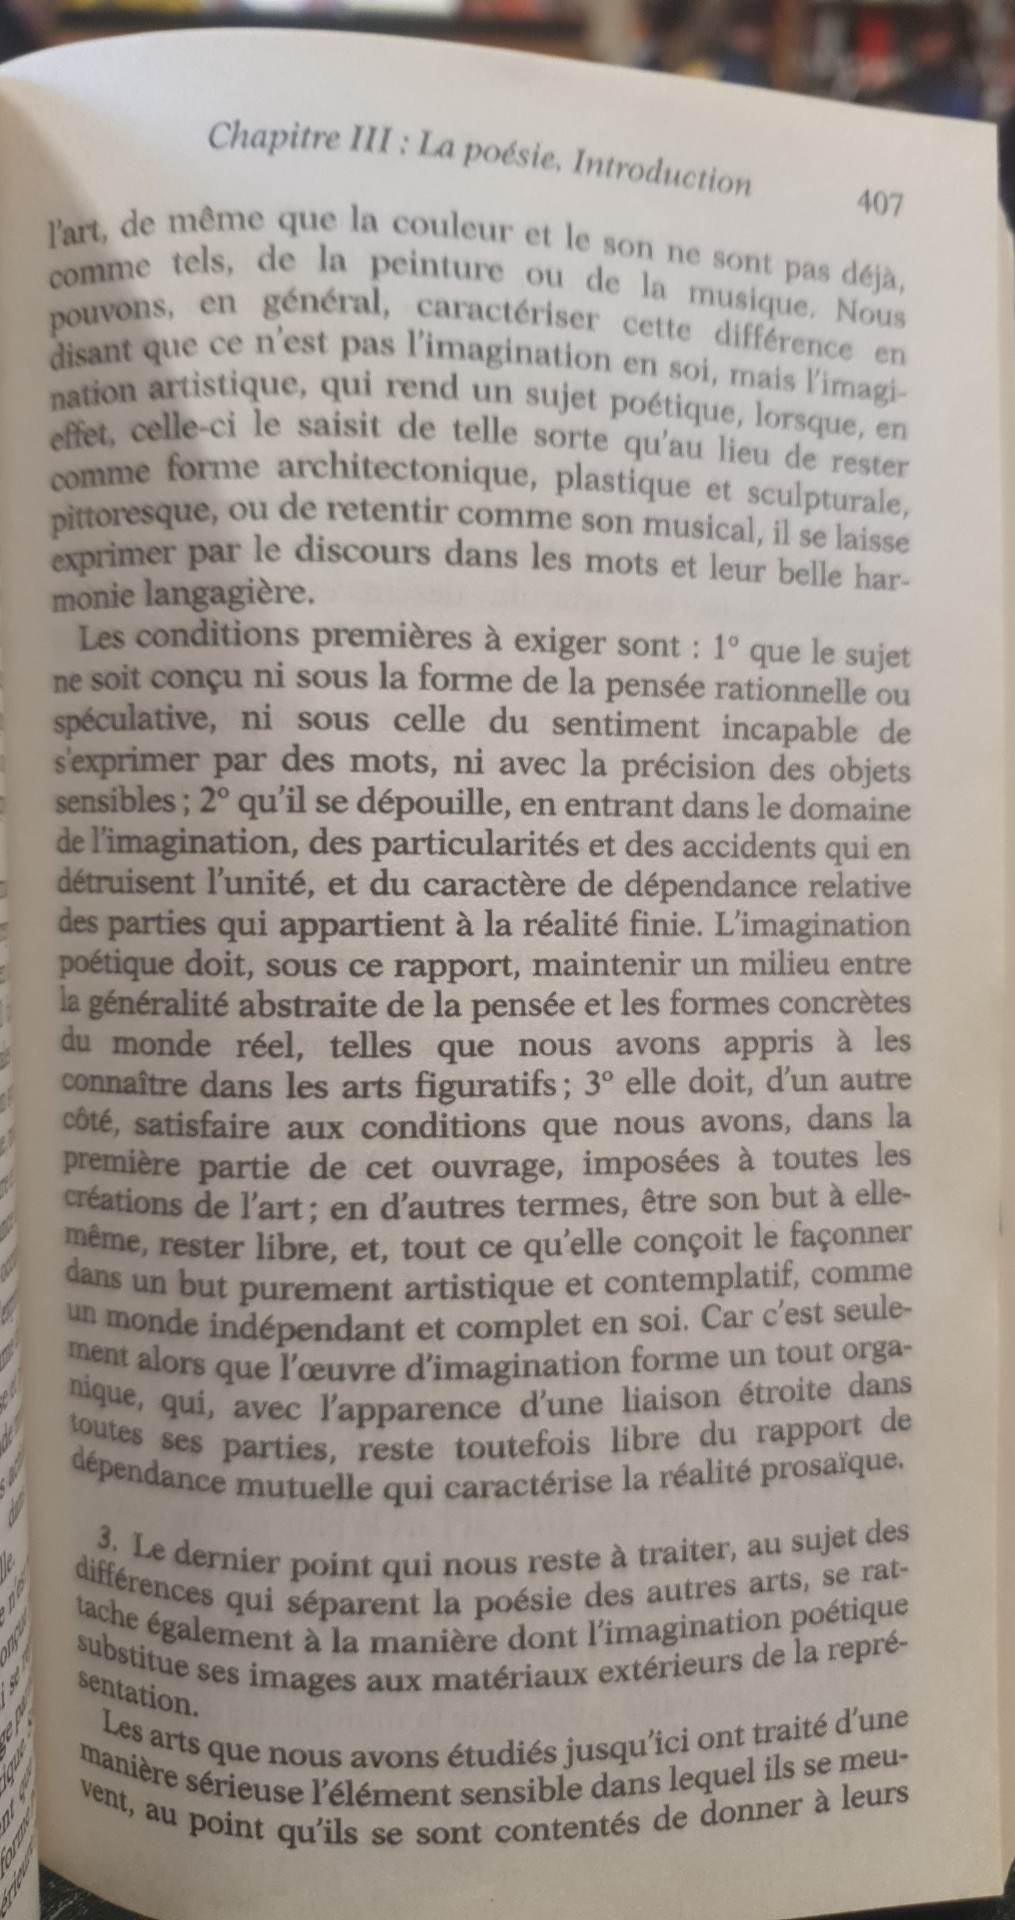 Chapitre III : La poésie. Introduction
407
l'art, de même que la couleur et le son ne sont pas déjà,
comme tels, de la peinture ou de la musique. Nous
pouvons, en général, caractériser cette différence en
disant que ce n'est pas l'imagination en soi, mais l'imagi-
nation artistique, qui rend un sujet poétique, lorsque, en
effet, celle-ci le saisit de telle sorte qu'au lieu de rester
comme forme architectonique, plastique et sculpturale,
pittoresque, ou de retentir comme son musical, il se laisse
exprimer par le discours dans les mots et leur belle har-
monie langagière.
Les conditions premières à exiger sont : 1° que le sujet
ne soit conçu ni sous la forme de la pensée rationnelle ou
spéculative, ni sous celle du sentiment incapable de
s'exprimer par des mots, ni avec la précision des objets
sensibles ; 2° qu'il se dépouille, en entrant dans le domaine
de l'imagination, des particularités et des accidents qui en
détruisent l'unité, et du caractère de dépendance relative
des parties qui appartient à la réalité finie. L'imagination
poétique doit, sous ce rapport, maintenir un milieu entre
la généralité abstraite de la pensée et les formes concrètes
du monde réel, telles que nous avons appris à les
connaître dans les arts figuratifs ; 3° elle doit, d'un autre
côté, satisfaire aux conditions que nous avons, dans la
première partie de cet ouvrage, imposées à toutes les
créations de l'art ; en d'autres termes, être son but à elle-
même, rester libre, et, tout ce qu'elle conçoit le façonner
dans un but purement artistique et contemplatif, comme
un monde indépendant et complet en soi. Car c'est seule-
ment alors que l'œuvre d'imagination forme un tout orga-
nique, qui, avec l'apparence d'une liaison étroite dans
toutes ses parties, reste toutefois libre du rapport de
dépendance mutuelle qui caractérise la réalité prosaïque.
3. Le dernier point qui nous reste à traiter, au sujet des
différences qui séparent la poésie des autres arts, se rat-
tache également à la manière dont l'imagination poétique
substitue ses images aux matériaux extérieurs de la repré-
sentation.
Les arts que nous avons étudiés jusqu'ici ont traité d'une
manière sérieuse l'élément sensible dans lequel ils se meu-
vent, au point qu'ils se sont contentés de donner à leurs